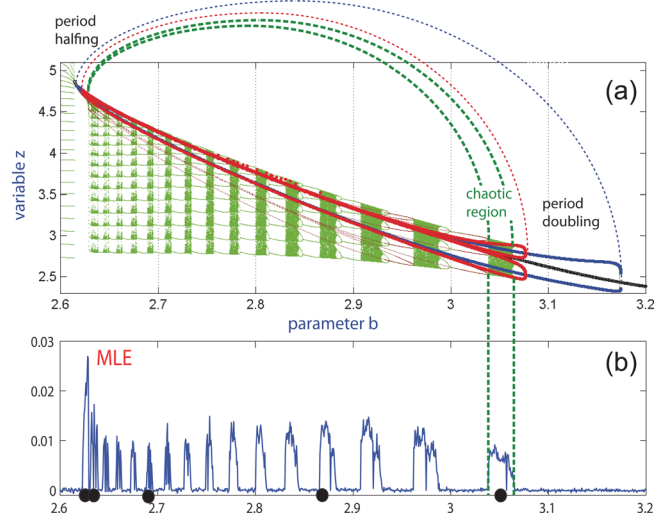 period
halfing
(a)
variable z
5
4.5
4
3.5
3
2.5
chaotic
region
period
doubling
2.6
2.7
2.8
2.9
3
3.1
3.2
parameter b
0.03
0.02
0.01
0
MLE
(b)
2.6
2.7
2.8
2.9
3
3.1
3.2